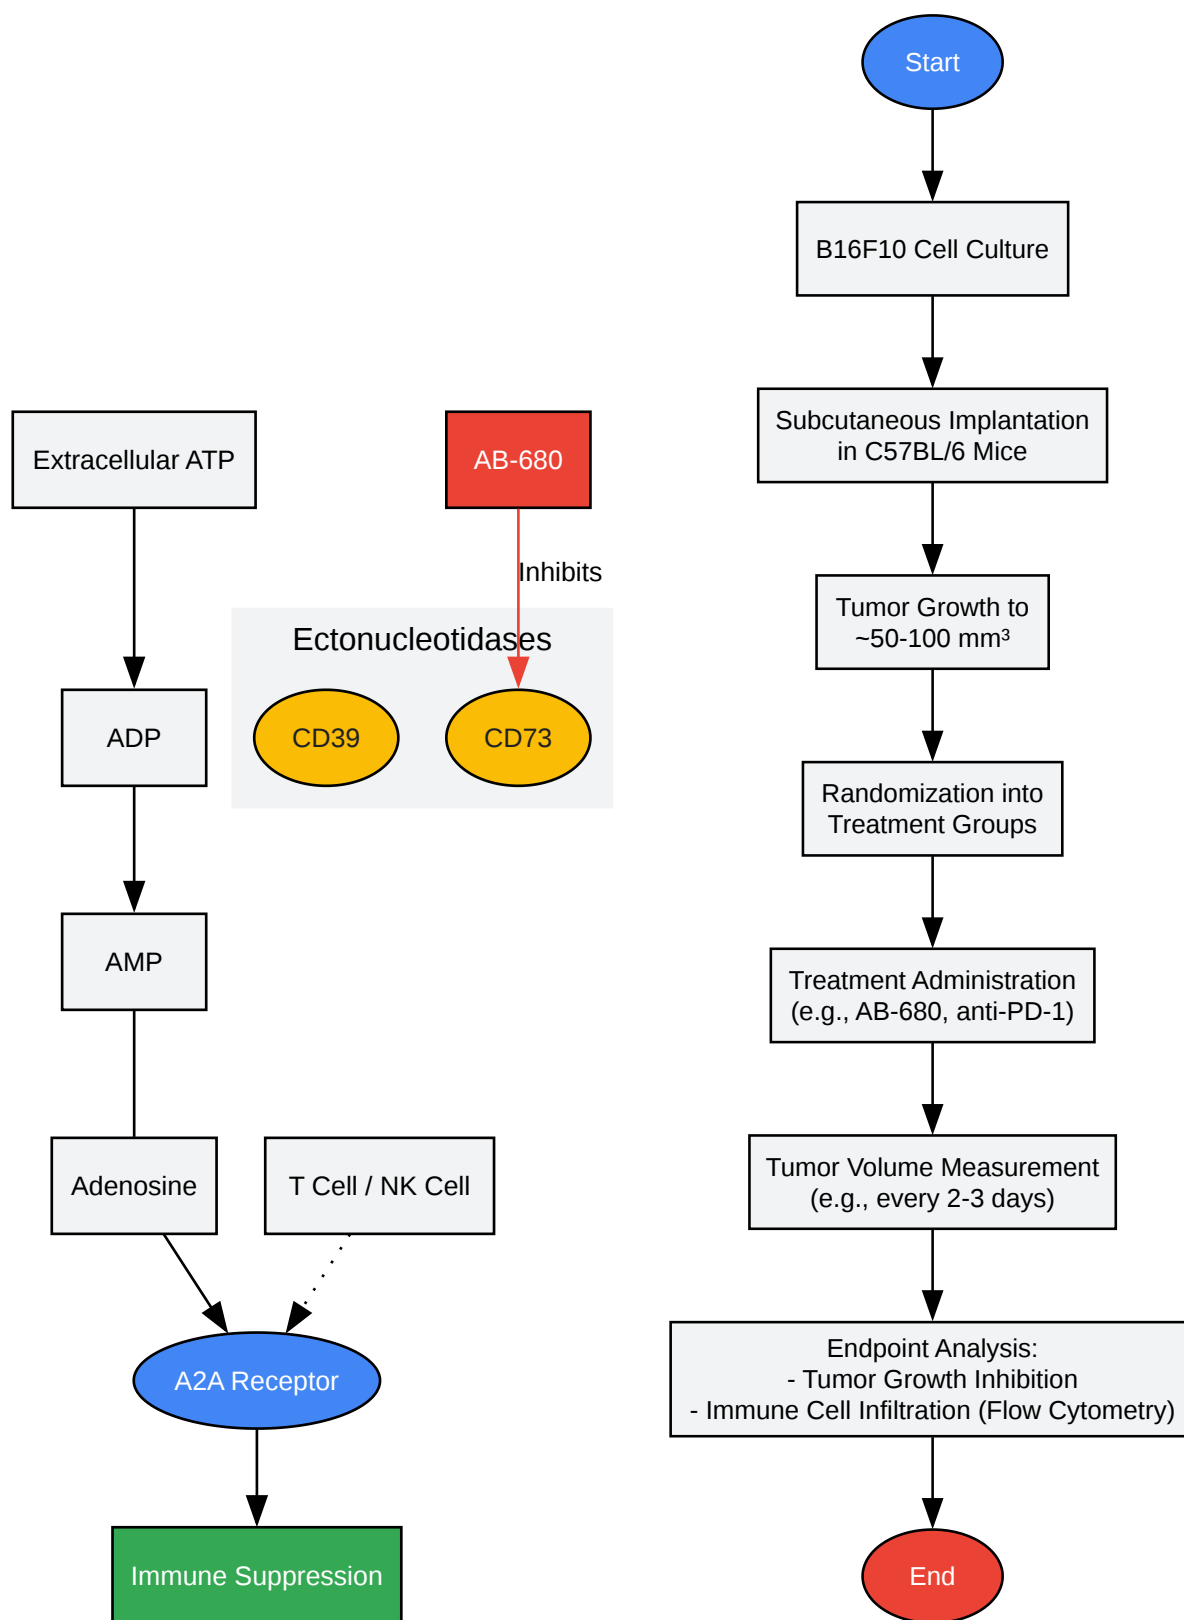 Extracellular ATP
AB-680
Inhibits
Ectonucleotidases
CD39
CD73
ADP
AMP
Adenosine
T Cell / NK Cell
A2A Receptor
Immune Suppression
Start
B16F10 Cell Culture
Subcutaneous Implantation
in C57BL/6 Mice
Tumor Growth to
~50-100 mm³
Randomization into
Treatment Groups
Treatment Administration
(e.g., AB-680, anti-PD-1)
Tumor Volume Measurement
(e.g., every 2-3 days)
Endpoint Analysis:
- Tumor Growth Inhibition
- Immune Cell Infiltration (Flow Cytometry)
End